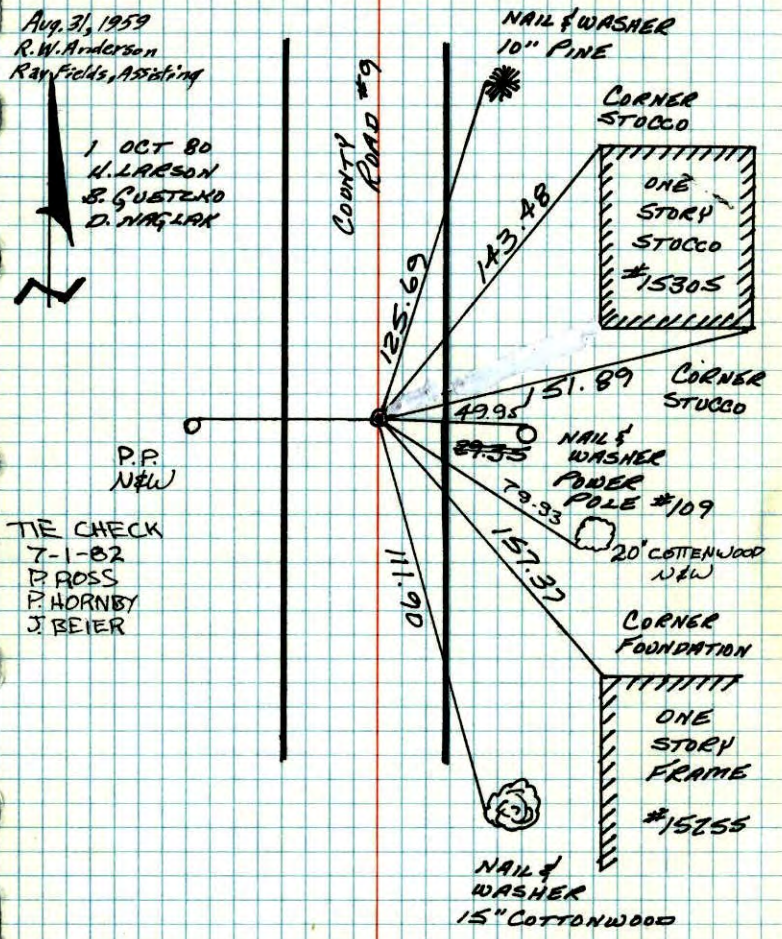 Aug. 31, 1959
R.W. Anderson
Ray Fields, Assisting
1 OCT 80
W. LARSON
B. GUETZKO
D. NAGLAK
N
COUNTY
ROAD #9
NAIL & WASHER
10" PINE
CORNER
STOCCO
ONE
STORY
STOCCO
#15305
125.69
143.48
151.89
CORNER
STUCCO
49.95
29.35
NAIL &
WASHER
POWER
POLE #109
P.P.
N&W
79.93
20" COTTENWOOD
N&W
157.37
111.90
TIE CHECK
7-1-82
P. ROSS
P. HORNBY
J. BEIER
CORNER
FOUNDATION
ONE
STORY
FRAME
#15255
NAIL &
WASHER
15" COTTONWOOD